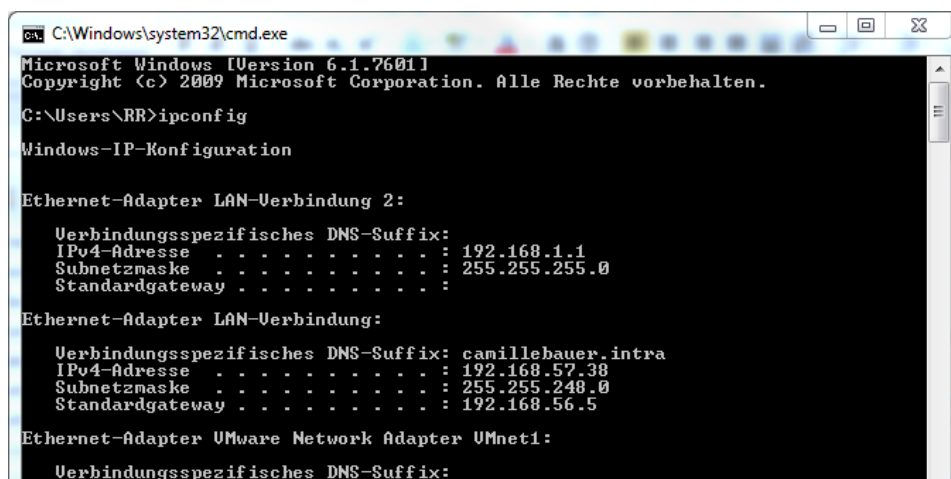 C:\Windows\system32\cmd.exe
Microsoft Windows [Version 6.1.7601]
Copyright (c) 2009 Microsoft Corporation. Alle Rechte vorbehalten.
C:\Users\RR>ipconfig
Windows-IP-Konfiguration
Ethernet-Adapter LAN-Verbindung 2:
Verbindungsspezifisches DNS-Suffix:
IPv4-Adresse  . . . . . . . . . . : 192.168.1.1
Subnetzmaske  . . . . . . . . . . : 255.255.255.0
Standardgateway . . . . . . . . . :
Ethernet-Adapter LAN-Verbindung:
Verbindungsspezifisches DNS-Suffix: camillebauer.intra
IPv4-Adresse  . . . . . . . . . . : 192.168.57.38
Subnetzmaske  . . . . . . . . . . : 255.255.248.0
Standardgateway . . . . . . . . . : 192.168.56.5
Ethernet-Adapter VMware Network Adapter VMnet1:
Verbindungsspezifisches DNS-Suffix: